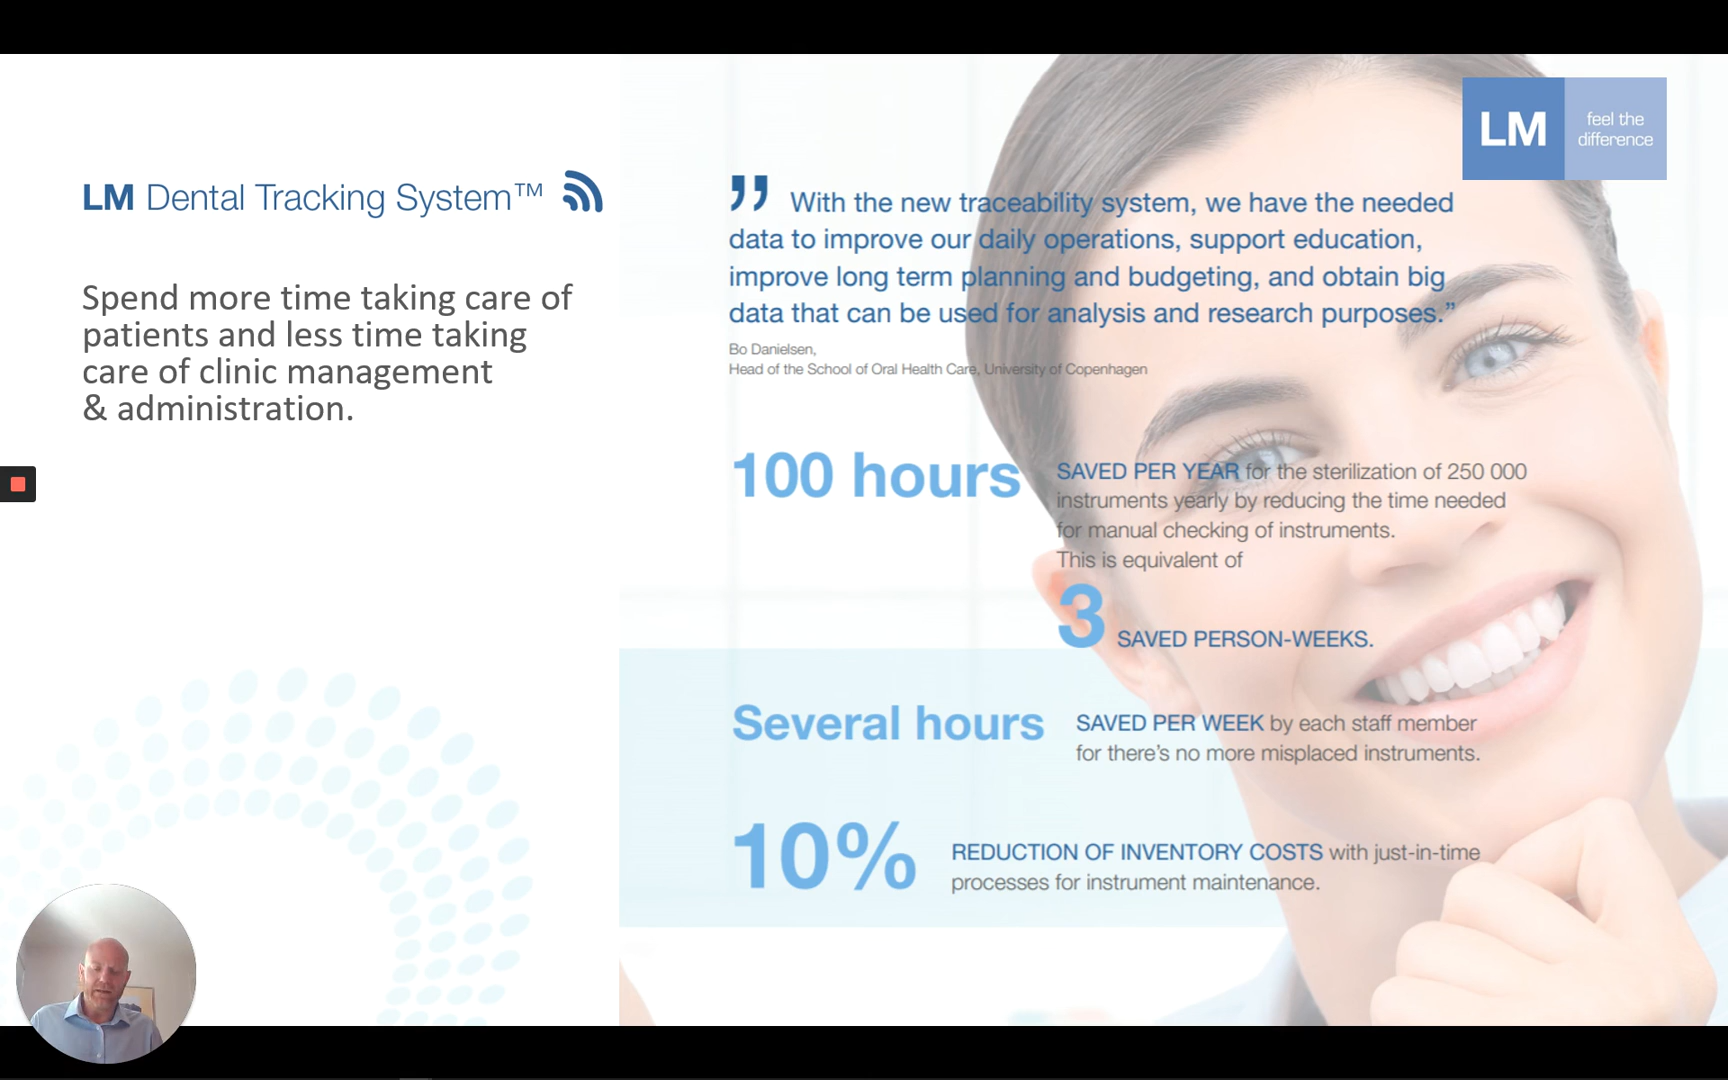 LM feel the
difference
LM Dental Tracking System™
Spend more time taking care of
patients and less time taking
care of clinic management
& administration.
” With the new traceability system, we have the needed
data to improve our daily operations, support education,
improve long term planning and budgeting, and obtain big
data that can be used for analysis and research purposes.”
Bo Danielsen,
Head of the School of Oral Health Care, University of Copenhagen
100 hours SAVED PER YEAR for the sterilization of 250 000
instruments yearly by reducing the time needed
for manual checking of instruments.
This is equivalent of
3 SAVED PERSON-WEEKS.
Several hours SAVED PER WEEK by each staff member
for there’s no more misplaced instruments.
10% REDUCTION OF INVENTORY COSTS with just-in-time
processes for instrument maintenance.